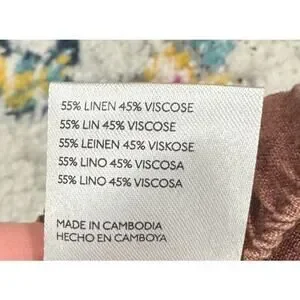 55% LINEN 45% VISCOSE
55% LIN 45% VISCOSE
55% LEINEN 45% VISKOSE
55% LINO 45% VISCOSA
55% LINO 45% VISCOSA
MADE IN CAMBODIA
HECHO EN CAMBOYA